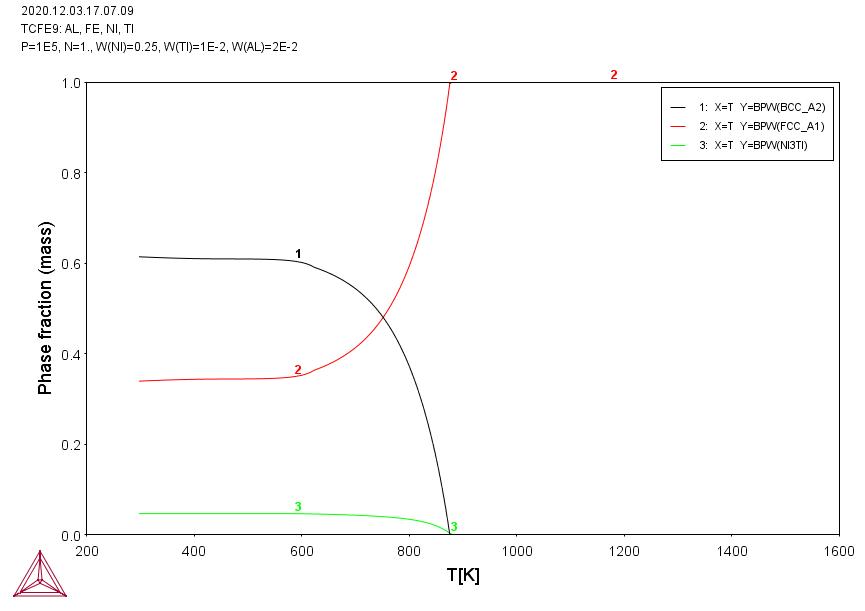 2020.12.03.17.07.09
TCFE9: AL, FE, NI, TI
P=1E5, N=1., W(NI)=0.25, W(TI)=1E-2, W(AL)=2E-2
2 2
1: X=T Y=BPW(BCC_A2)
2: X=T Y=BPW(FCC_A1)
3: X=T Y=BPW(NI3TI)
1.0
0.8
0.6
0.4
0.2
0.0
Phase fraction (mass)
1
2
3
3
200 400 600 800 1000 1200 1400 1600
T[K]